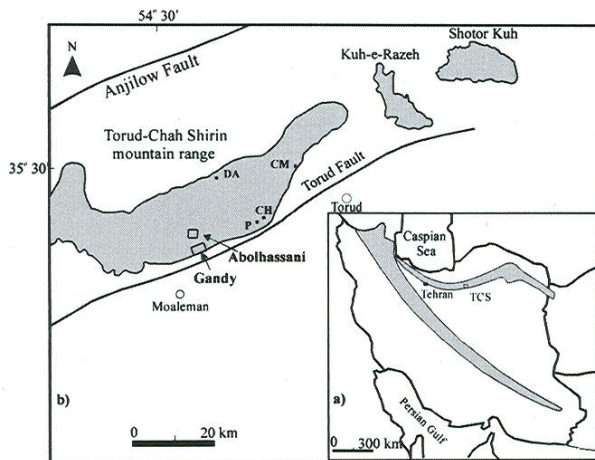 54° 30'
Shotor Kuh
N
Kuh-e-Razeh
Anjilow Fault
Torud-Chah Shirin
mountain range
35° 30'
DA
CM
Torud Fault
CH
P
Torud
Abolhassani
Gandy
Moaleman
Caspian
Sea
Tehran
TCS
b)
a)
Persian Gulf
0
20 km
0
300 km